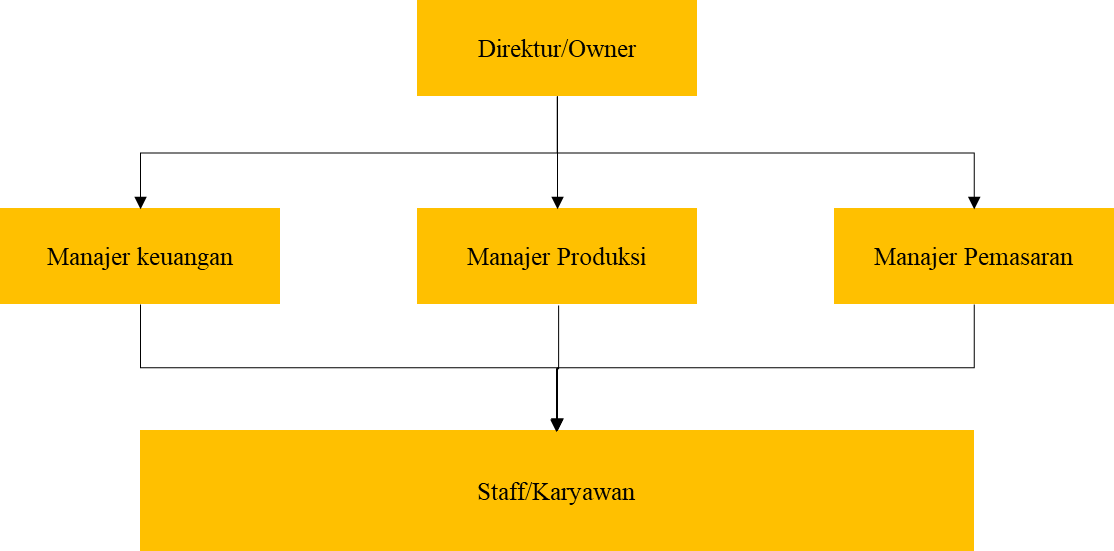 Direktur/Owner
Manajer keuangan
Manajer Produksi
Manajer Pemasaran
Staff/Karyawan